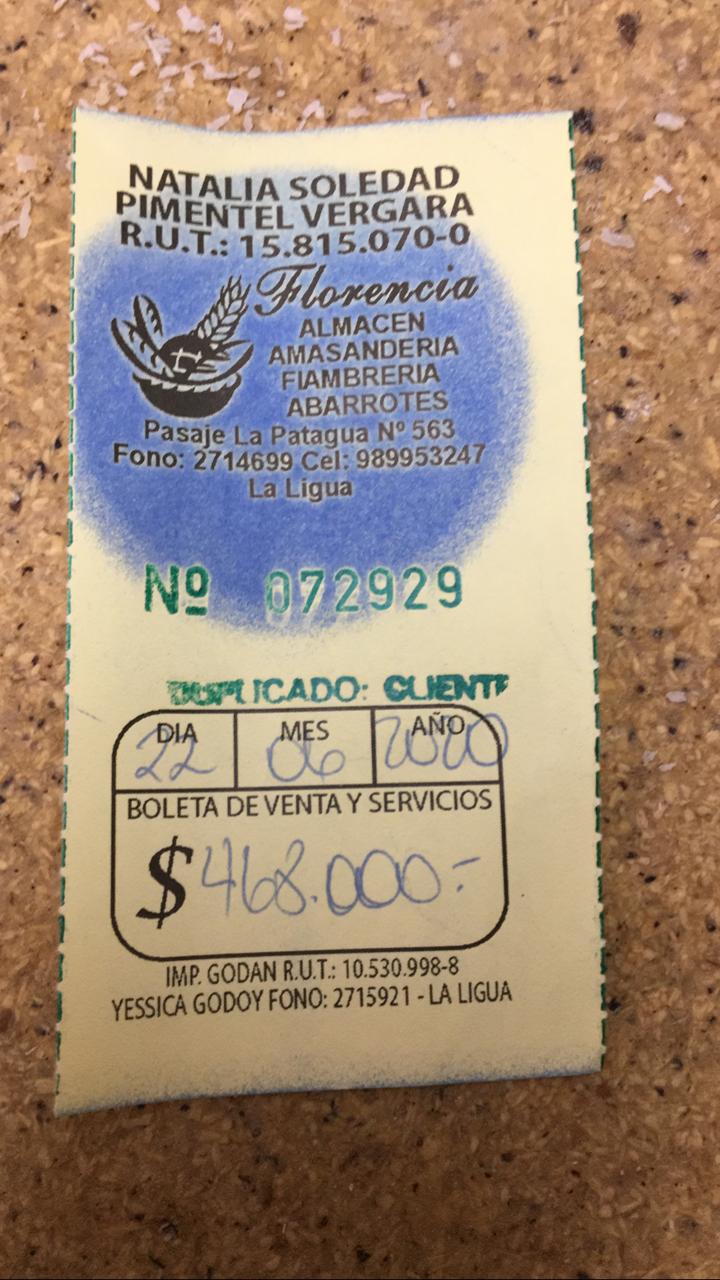 NATALIA SOLEDAD
PIMENTEL VERGARA
R.U.T.: 15.815.070-0
Florencia
ALMACEN
AMASANDERIA
FIAMBRERIA
ABARROTES
Pasaje La Patagua Nº 563
Fono: 2714699 Cel: 989953247
La Ligua
Nº 072929
DUPLICADO: CLIENTE
DIA MES AÑO
22 06 2020
BOLETA DE VENTA Y SERVICIOS
$ 468.000.-
IMP. GODAN R.U.T.: 10.530.998-8
YESSICA GODOY FONO: 2715921 - LA LIGUA